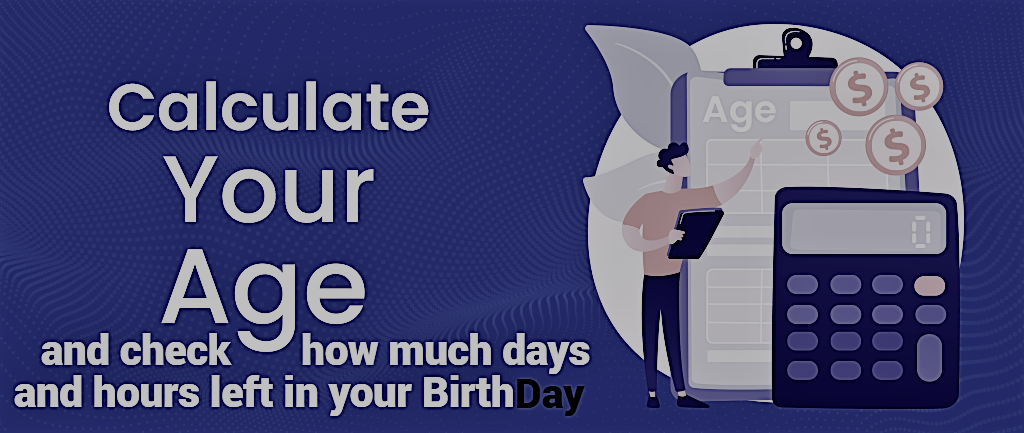 Calculate
Your
Age
and check how much days
and hours left in your BirthDay
Age
$
$
$
$
0